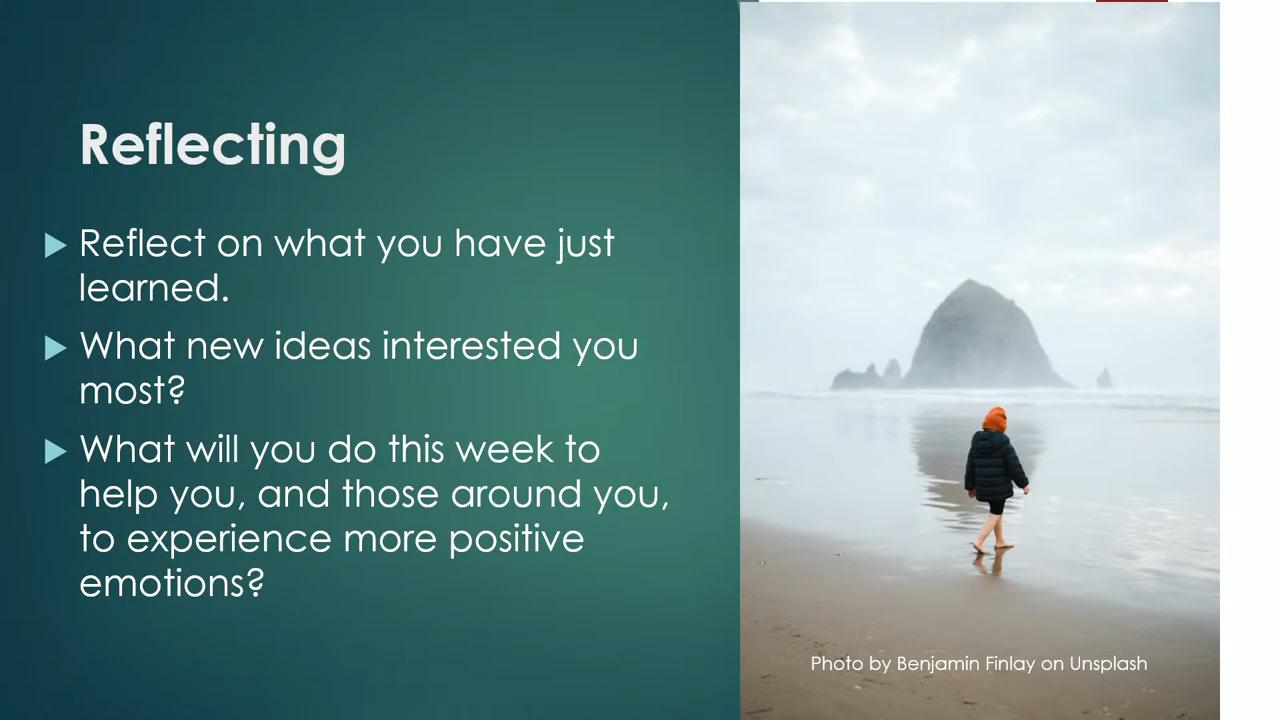 Reflecting
Reflect on what you have just
learned.
What new ideas interested you
most?
What will you do this week to
help you, and those around you,
to experience more positive
emotions?
Photo by Benjamin Finlay on Unsplash